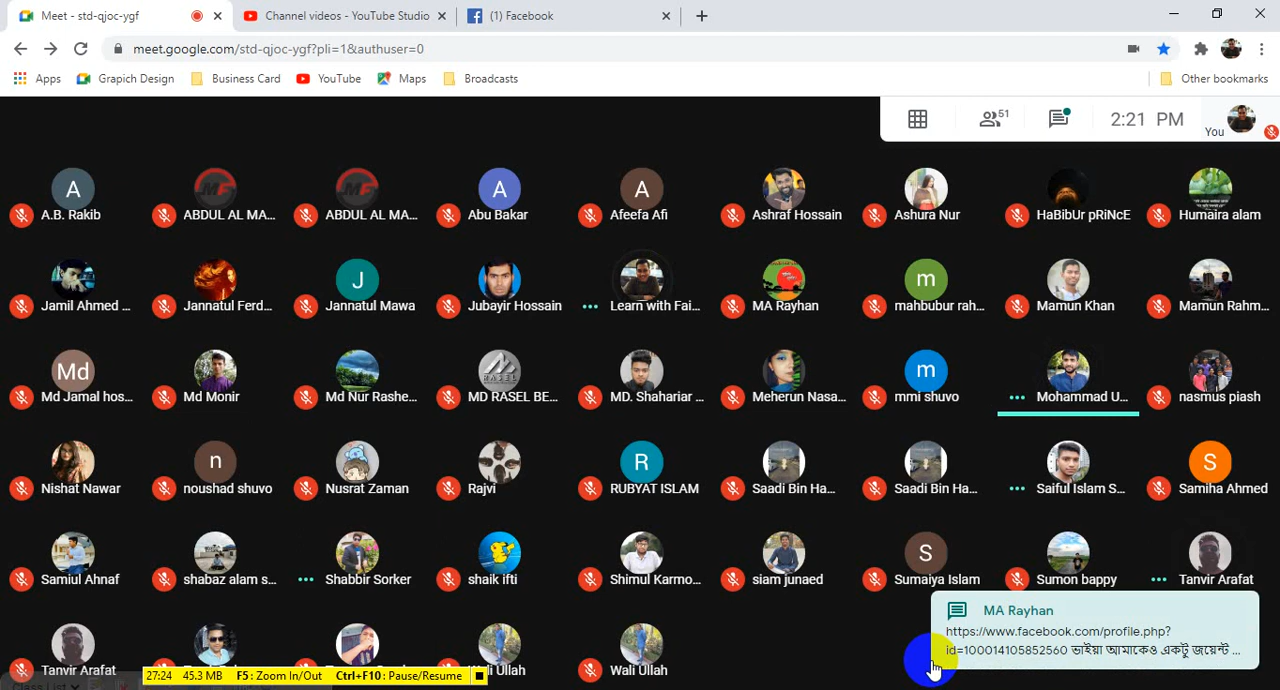 Meet - std-qjoc-ygf
Channel videos - YouTube Studio
(1) Facebook
meet.google.com/std-qjoc-ygf?pli=1&authuser=0
Apps Grapich Design Business Card YouTube Maps Broadcasts Other bookmarks
51 2:21 PM You
A A A
A.B. Rakib ABDUL AL MA... ABDUL AL MA... Abu Bakar Afeefa Afi Ashraf Hossain Ashura Nur HaBibUr pRiNcE Humaira alam
J m
Jamil Ahmed ... Jannatul Ferd... Jannatul Mawa Jubayir Hossain Learn with Fai... MA Rayhan mahbubur rah... Mamun Khan Mamun Rahm...
Md RASEL m
Md Jamal hos... Md Monir Md Nur Rashe... MD RASEL BE... MD. Shahariar ... Meherun Nasa... mmi shuvo Mohammad U... nasmus piash
n R S
Nishat Nawar noushad shuvo Nusrat Zaman Rajvi RUBYAT ISLAM Saadi Bin Ha... Saadi Bin Ha... Saiful Islam S... Samiha Ahmed
S
Samiul Ahnaf shabaz alam s... Shabbir Sorker shaik ifti Shimul Karmo... siam junaed Sumaiya Islam Sumon bappy Tanvir Arafat
MA Rayhan
https://www.facebook.com/profile.php?
id=100014105852560 ভাইয়া আমাকেও একটু জয়েন্ট ...
Tanvir Arafat Wali Ullah Wali Ullah
27:24 45.3 MB F5: Zoom In/Out Ctrl+F10: Pause/Resume
Class List